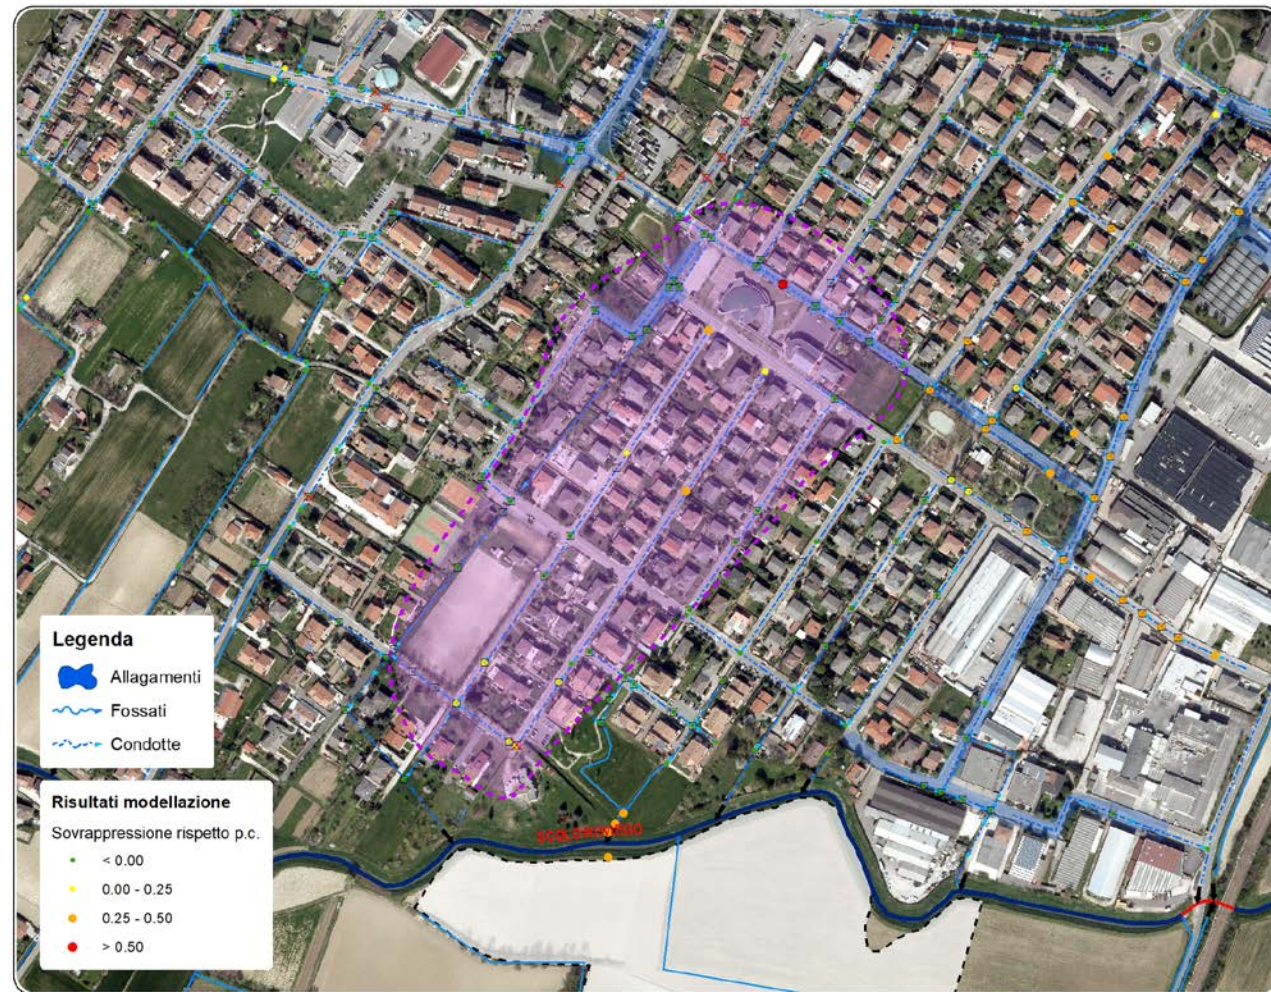 Legenda
Allagamenti
Fossati
Condotte
Risultati modellazione
Sovrappressione rispetto p.c.
< 0.00
0.00 - 0.25
0.25 - 0.50
> 0.50